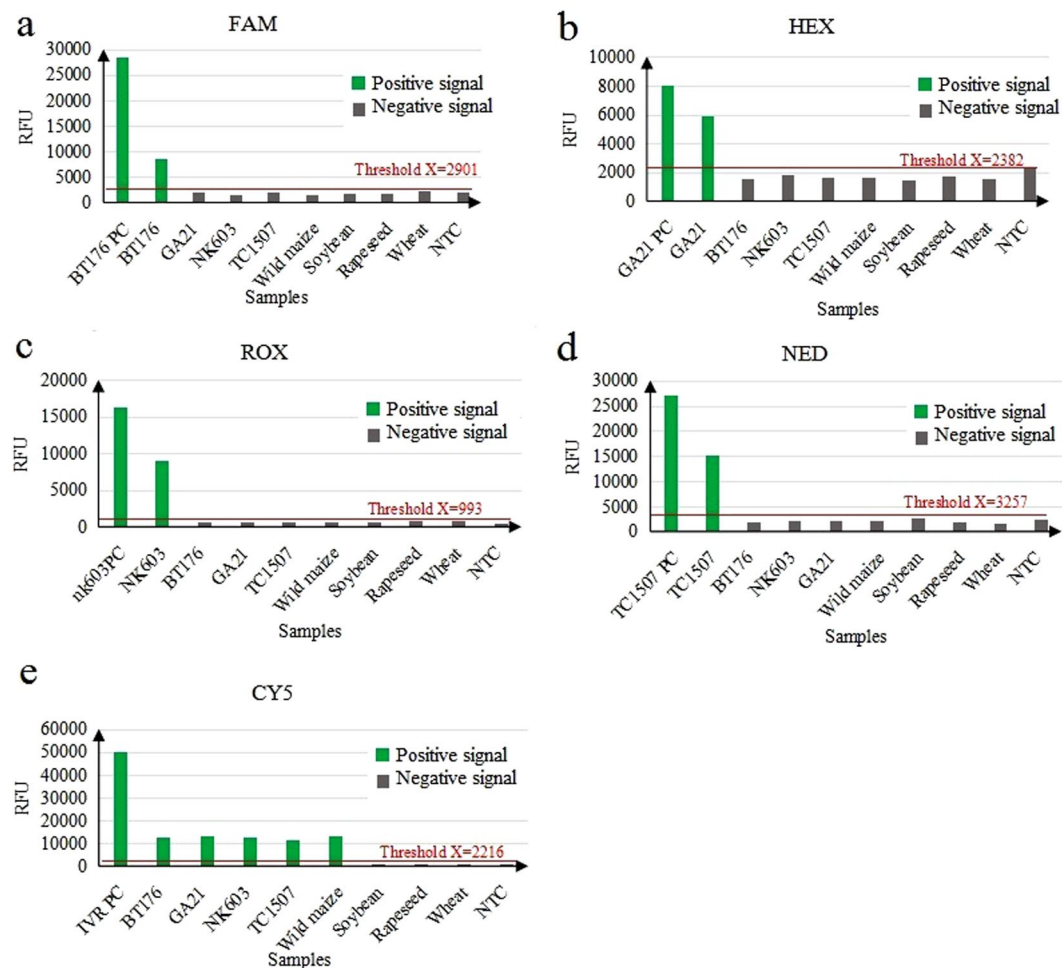 a
FAM
30000
25000
20000
15000
10000
5000
0
RFU
Positive signal
Negative signal
Threshold X=2901
BT176 PC
BT176
GA21
NK603
TC1507
Wild maize
Soybean
Rapeseed
Wheat
NTC
Samples
b
HEX
10000
8000
6000
4000
2000
0
RFU
Positive signal
Negative signal
Threshold X=2382
GA21 PC
GA21
BT176
NK603
TC1507
Wild maize
Soybean
Rapeseed
Wheat
NTC
Samples
c
ROX
20000
15000
10000
5000
0
RFU
Positive signal
Negative signal
Threshold X=993
nk603PC
NK603
BT176
GA21
TC1507
Wild maize
Soybean
Rapeseed
Wheat
NTC
Samples
d
NED
30000
25000
20000
15000
10000
5000
0
RFU
Positive signal
Negative signal
Threshold X=3257
TC1507 PC
TC1507
BT176
NK603
GA21
Wild maize
Soybean
Rapeseed
Wheat
NTC
Samples
e
CY5
60000
50000
40000
30000
20000
10000
0
RFU
Positive signal
Negative signal
Threshold X=2216
IVR PC
BT176
GA21
NK603
TC1507
Wild maize
Soybean
Rapeseed
Wheat
NTC
Samples